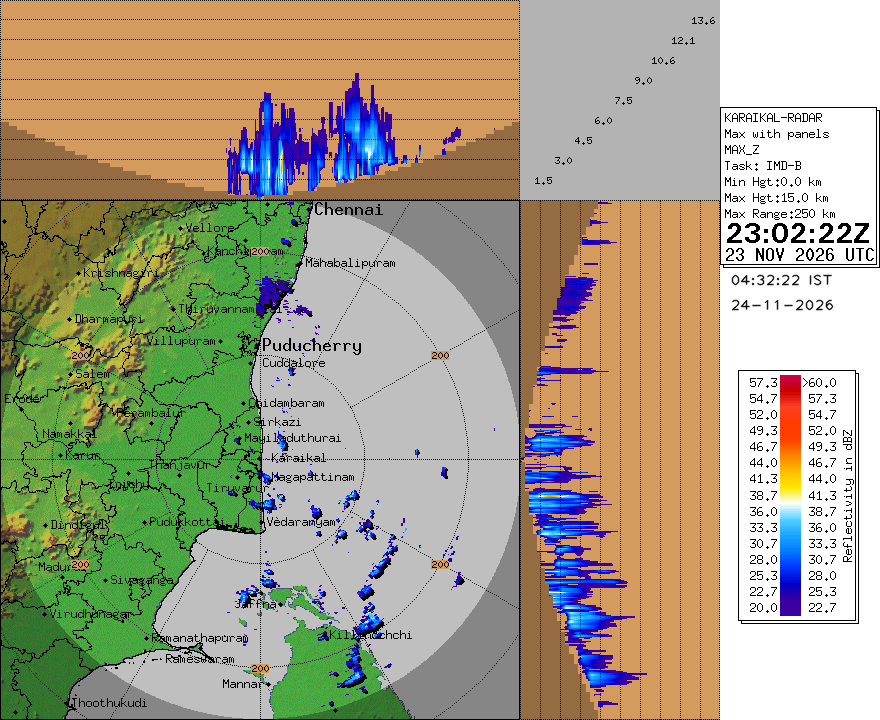 13.6
12.1
10.6
9.0
7.5
6.0
4.5
3.0
1.5
KARAIKAL-RADAR
Max with panels
MAX_Z
Task: IMD-B
Min Hgt:0.0 km
Max Hgt:15.0 km
Max Range:250 km
23:02:22Z
23 NOV 2026 UTC
04:32:22 IST
24-11-2026
Chennai
Vellore
200
Mahabalipuram
Krishnagiri
Dharmapuri
Villupuram
Puducherry
200
200
Cuddalore
Salem
Chidambaram
Perambalur
Sirkazi
Namakkal
Mayiladuthurai
Karur
Thanjavur
Karaikal
Nagapattinam
Tiruvarur
Dindigul
Pudukkottai
Vedaramyam
200
200
Sivaganga
Jaffna
Virudhunagar
Ramanathapuram
Killinochchi
Rameswaram
200
Mannar
Thoothukudi
57.3 >60.0
54.7 57.3
52.0 54.7
49.3 52.0
46.7 49.3
44.0 46.7
41.3 44.0
38.7 41.3
36.0 38.7
33.3 36.0
30.7 33.3
28.0 30.7
25.3 28.0
22.7 25.3
20.0 22.7
Reflectivity in dBZ